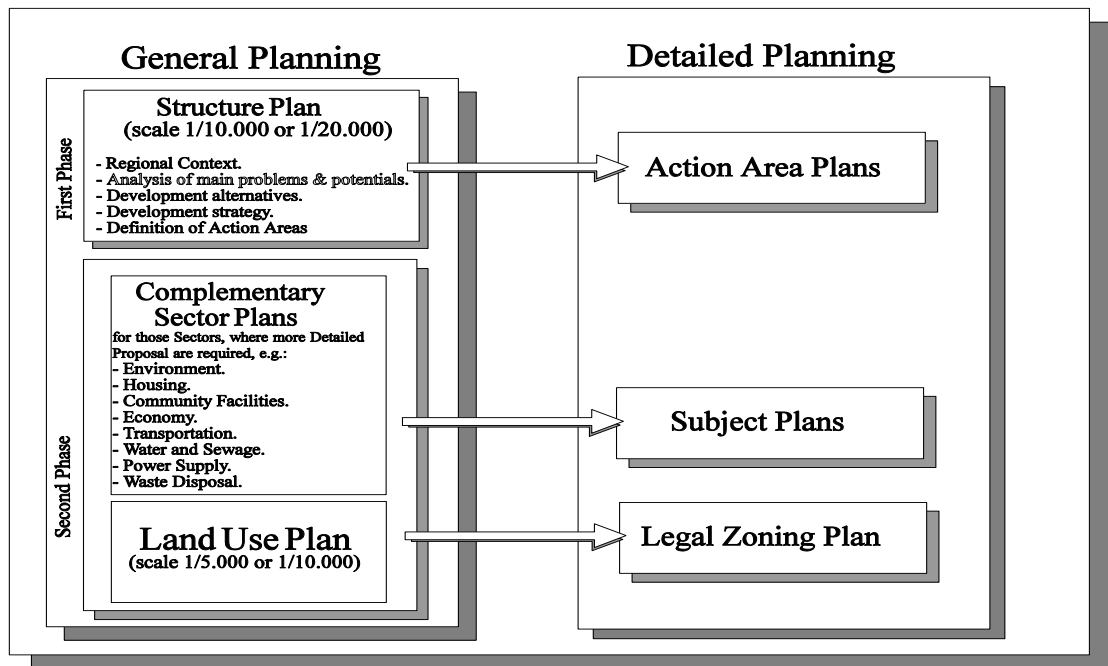 General Planning
First Phase
Structure Plan
(scale 1/10.000 or 1/20.000)
- Regional Context.
- Analysis of main problems & potentials.
- Development alternatives.
- Development strategy.
- Definition of Action Areas
Second Phase
Complementary
Sector Plans
for those Sectors, where more Detailed
Proposal are required, e.g.:
- Environment.
- Housing.
- Community Facilities.
- Economy.
- Transportation.
- Water and Sewage.
- Power Supply.
- Waste Disposal.
Land Use Plan
(scale 1/5.000 or 1/10.000)
Detailed Planning
Action Area Plans
Subject Plans
Legal Zoning Plan